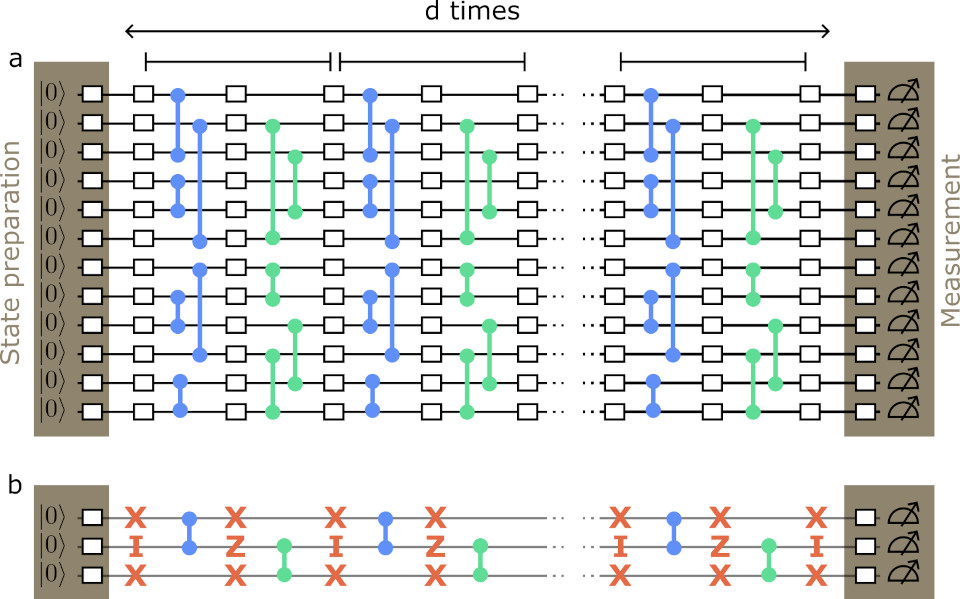 d times
a
State preparation
|0⟩
|0⟩
|0⟩
|0⟩
|0⟩
|0⟩
|0⟩
|0⟩
|0⟩
|0⟩
|0⟩
|0⟩
Measurement
b
|0⟩ X X X X X X X
|0⟩ I Z I Z I Z I
|0⟩ X X X X X X X